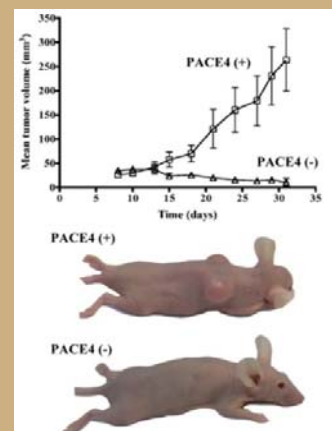 Mean tumor volume (mm³)
350
300
250
200
150
100
50
0
PACE4 (+)
PACE4 (-)
0
5
10
15
20
25
30
35
Time (days)
PACE4 (+)
PACE4 (-)